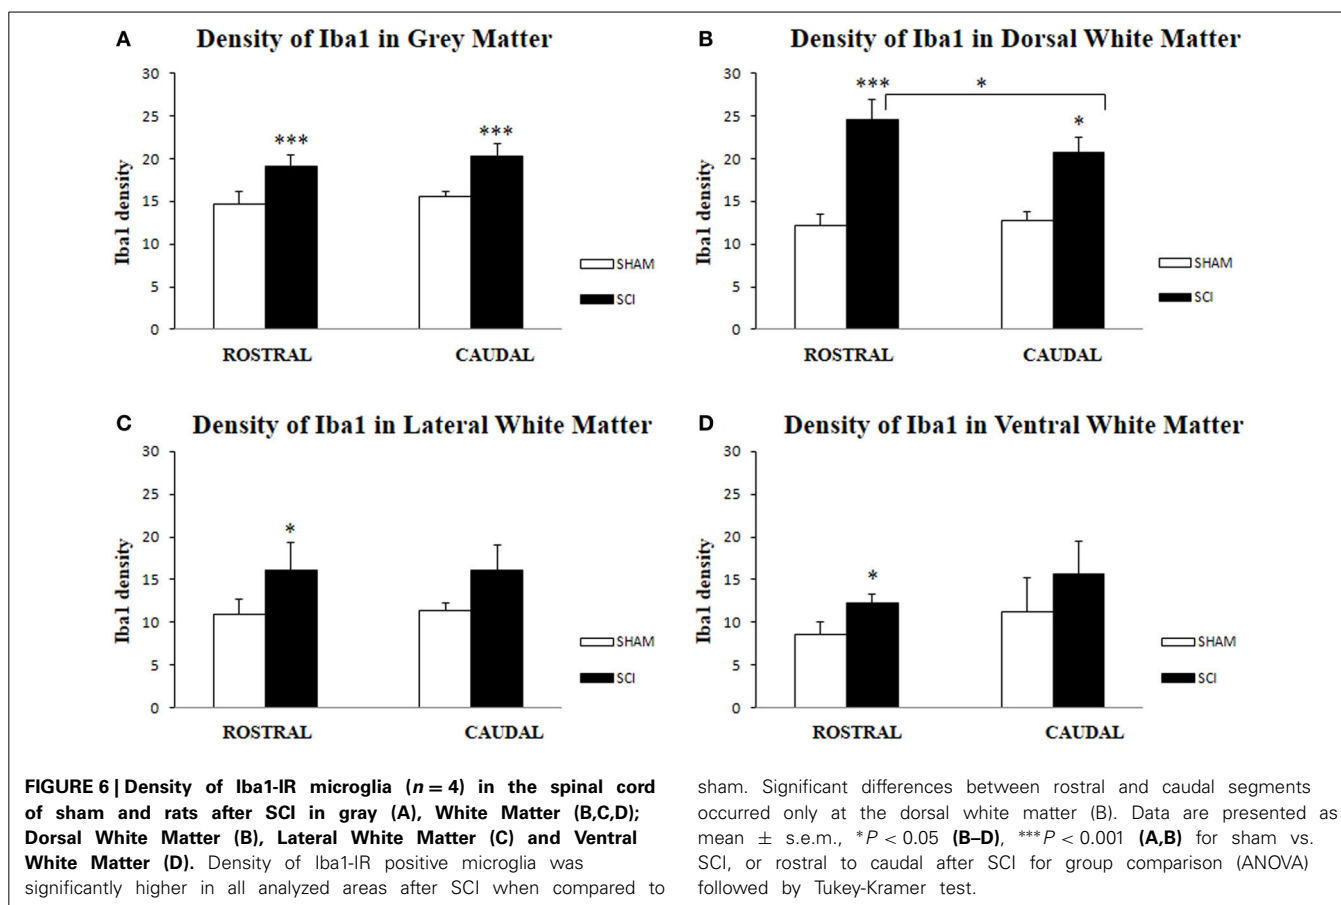 A
Density of Iba1 in Grey Matter
30
25
20
15
10
5
0
Iba1 density
***
***
SHAM
SCI
ROSTRAL
CAUDAL
B
Density of Iba1 in Dorsal White Matter
30
25
20
15
10
5
0
Iba1 density
***
*
*
SHAM
SCI
ROSTRAL
CAUDAL
C
Density of Iba1 in Lateral White Matter
30
25
20
15
10
5
0
Iba1 density
*
SHAM
SCI
ROSTRAL
CAUDAL
D
Density of Iba1 in Ventral White Matter
30
25
20
15
10
5
0
Iba1 density
*
SHAM
SCI
ROSTRAL
CAUDAL
FIGURE 6 | Density of Iba1-IR microglia (n = 4) in the spinal cord
of sham and rats after SCI in gray (A), White Matter (B,C,D);
Dorsal White Matter (B), Lateral White Matter (C) and Ventral
White Matter (D). Density of Iba1-IR positive microglia was
significantly higher in all analyzed areas after SCI when compared to
sham. Significant differences between rostral and caudal segments
occurred only at the dorsal white matter (B). Data are presented as
mean ± s.e.m., *P < 0.05 (B–D), ***P < 0.001 (A,B) for sham vs.
SCI, or rostral to caudal after SCI for group comparison (ANOVA)
followed by Tukey-Kramer test.